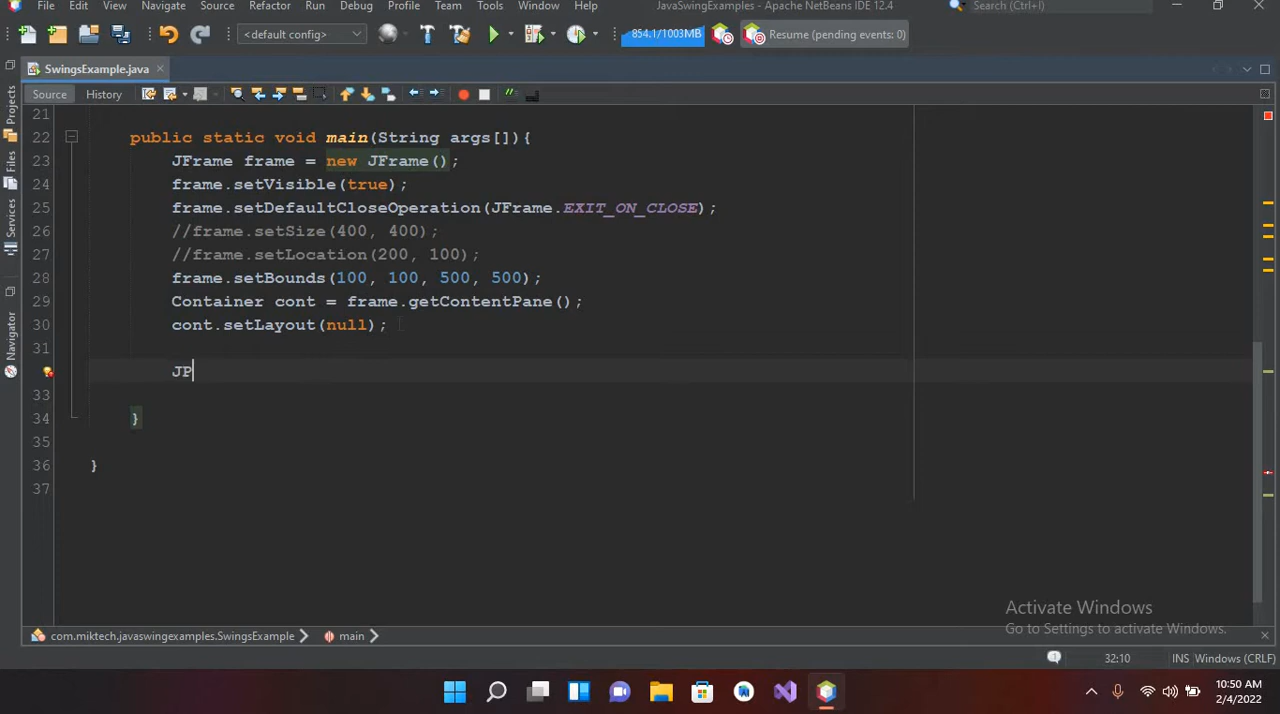 File Edit View Navigate Source Refactor Run Debug Profile Team Tools Window Help JavaSwingExamples - Apache NetBeans IDE 12.4 Search (Ctrl+I)
<default config> 854.1/1003MB Resume (pending events: 0)
SwingsExample.java
Source History
Projects
Files
Services
Navigator
21
22 public static void main(String args[]){
23 JFrame frame = new JFrame();
24 frame.setVisible(true);
25 frame.setDefaultCloseOperation(JFrame.EXIT_ON_CLOSE);
26 //frame.setSize(400, 400);
27 //frame.setLocation(200, 100);
28 frame.setBounds(100, 100, 500, 500);
29 Container cont = frame.getContentPane();
30 cont.setLayout(null);
31
JP
33
34 }
35
36 }
37
Activate Windows
Go to Settings to activate Windows.
com.miktech.javaswingexamples.SwingsExample main
32:10 INS Windows (CRLF)
10:50 AM
2/4/2022